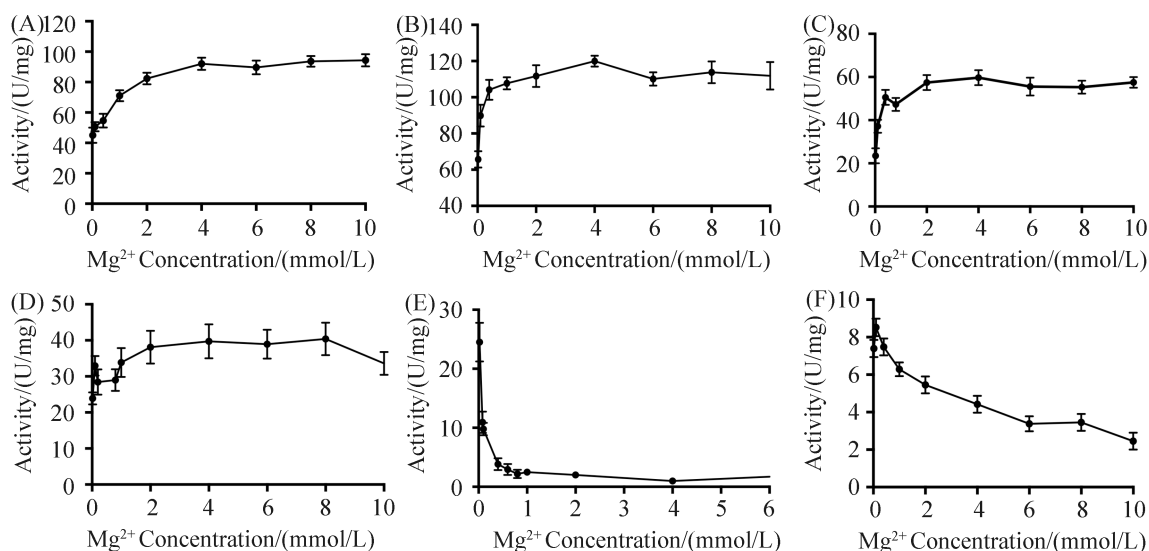 (A)
Activity/(U/mg)
120
100
80
60
40
20
0
0 2 4 6 8 10
Mg²⁺ Concentration/(mmol/L)
(B)
Activity/(U/mg)
140
120
100
80
60
40
0 2 4 6 8 10
Mg²⁺ Concentration/(mmol/L)
(C)
Activity/(U/mg)
80
60
40
20
0
0 2 4 6 8 10
Mg²⁺ Concentration/(mmol/L)
(D)
Activity/(U/mg)
50
40
30
20
10
0
0 2 4 6 8 10
Mg²⁺ Concentration/(mmol/L)
(E)
Activity/(U/mg)
30
20
10
0
0 1 2 3 4 5 6
Mg²⁺ Concentration/(mmol/L)
(F)
Activity/(U/mg)
10
8
6
4
2
0
0 2 4 6 8 10
Mg²⁺ Concentration/(mmol/L)